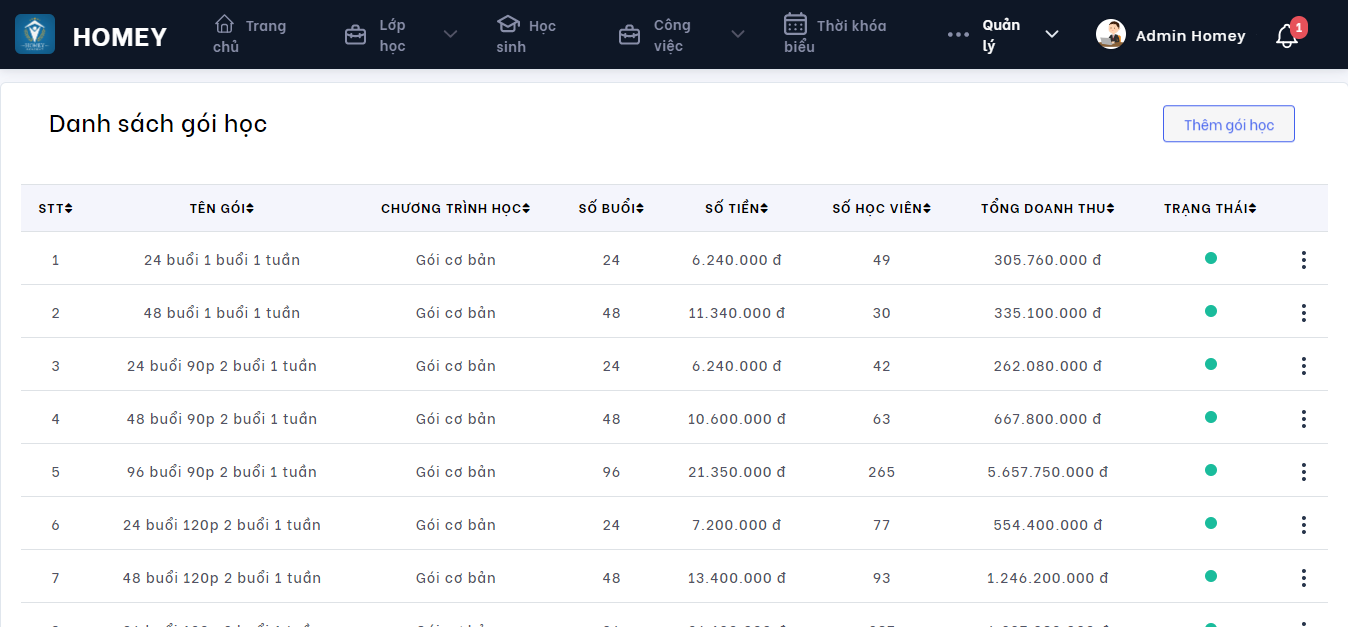 HOMEY
Trang chủ
Lớp học
Học sinh
Công việc
Thời khóa biểu
Quản lý
Admin Homey
1
Danh sách gói học
Thêm gói học
STT TÊN GÓI CHƯƠNG TRÌNH HỌC SỐ BUỔI SỐ TIỀN SỐ HỌC VIÊN TỔNG DOANH THU TRẠNG THÁI
1 24 buổi 1 buổi 1 tuần Gói cơ bản 24 6.240.000 đ 49 305.760.000 đ
2 48 buổi 1 buổi 1 tuần Gói cơ bản 48 11.340.000 đ 30 335.100.000 đ
3 24 buổi 90p 2 buổi 1 tuần Gói cơ bản 24 6.240.000 đ 42 262.080.000 đ
4 48 buổi 90p 2 buổi 1 tuần Gói cơ bản 48 10.600.000 đ 63 667.800.000 đ
5 96 buổi 90p 2 buổi 1 tuần Gói cơ bản 96 21.350.000 đ 265 5.657.750.000 đ
6 24 buổi 120p 2 buổi 1 tuần Gói cơ bản 24 7.200.000 đ 77 554.400.000 đ
7 48 buổi 120p 2 buổi 1 tuần Gói cơ bản 48 13.400.000 đ 93 1.246.200.000 đ